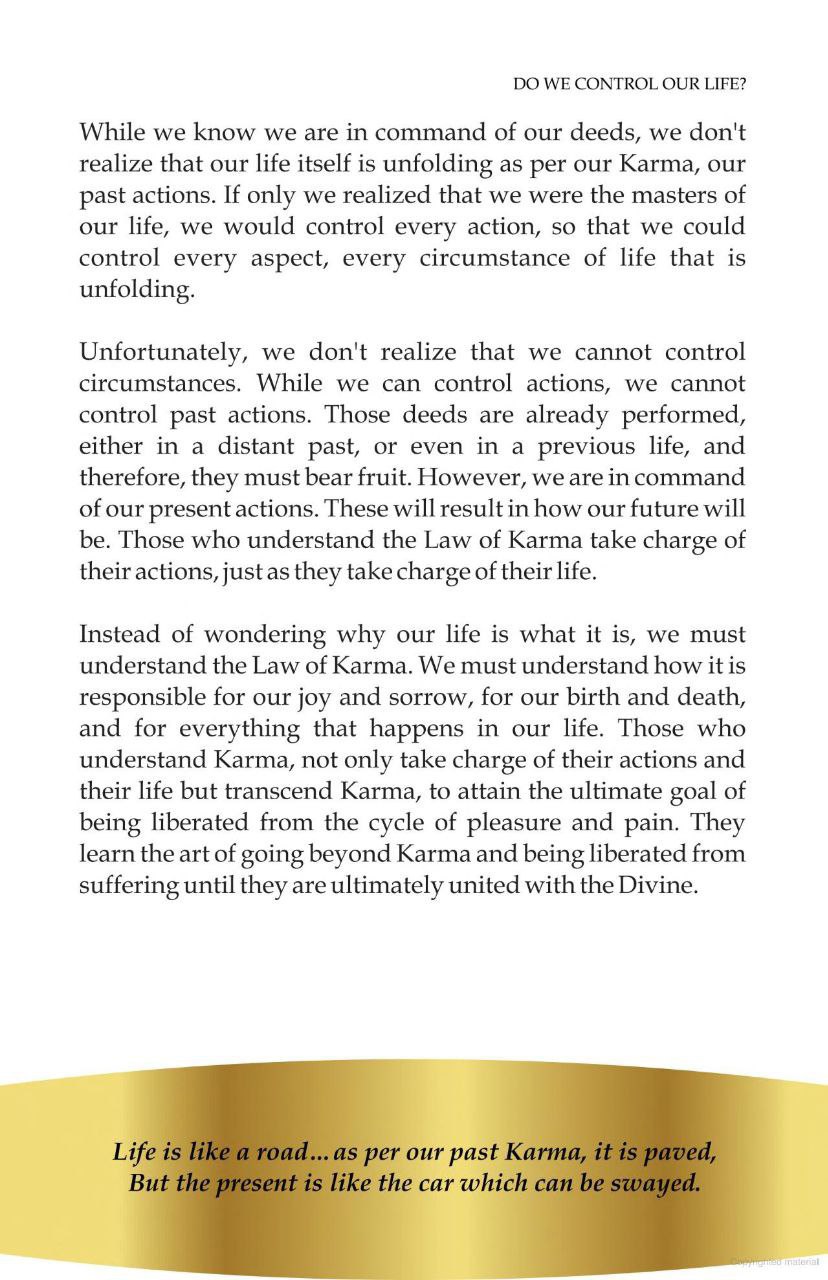 DO WE CONTROL OUR LIFE?
While we know we are in command of our deeds, we don't
realize that our life itself is unfolding as per our Karma, our
past actions. If only we realized that we were the masters of
our life, we would control every action, so that we could
control every aspect, every circumstance of life that is
unfolding.
Unfortunately, we don't realize that we cannot control
circumstances. While we can control actions, we cannot
control past actions. Those deeds are already performed,
either in a distant past, or even in a previous life, and
therefore, they must bear fruit. However, we are in command
of our present actions. These will result in how our future will
be. Those who understand the Law of Karma take charge of
their actions, just as they take charge of their life.
Instead of wondering why our life is what it is, we must
understand the Law of Karma. We must understand how it is
responsible for our joy and sorrow, for our birth and death,
and for everything that happens in our life. Those who
understand Karma, not only take charge of their actions and
their life but transcend Karma, to attain the ultimate goal of
being liberated from the cycle of pleasure and pain. They
learn the art of going beyond Karma and being liberated from
suffering until they are ultimately united with the Divine.
Life is like a road...as per our past Karma, it is paved,
But the present is like the car which can be swayed.
Copyrighted material